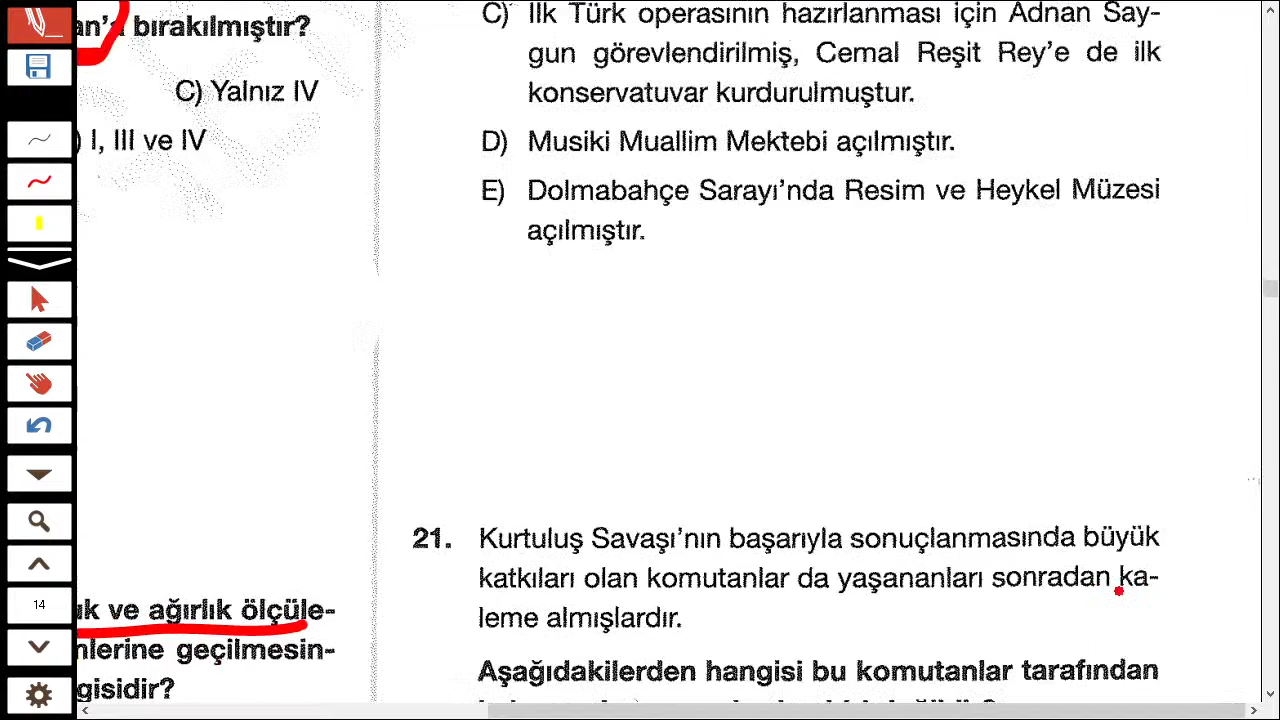 an'a bırakılmıştır?
C) Yalnız IV
) I, III ve IV
ık ve ağırlık ölçüle-
mlerine geçilmesin-
gisidir?
C) İlk Türk operasının hazırlanması için Adnan Say-
gun görevlendirilmiş, Cemal Reşit Rey'e de ilk
konservatuvar kurdurulmuştur.
D) Musiki Muallim Mektebi açılmıştır.
E) Dolmabahçe Sarayı'nda Resim ve Heykel Müzesi
açılmıştır.
21. Kurtuluş Savaşı'nın başarıyla sonuçlanmasında büyük
katkıları olan komutanlar da yaşananları sonradan ka-
leme almışlardır.
Aşağıdakilerden hangisi bu komutanlar tarafından
14